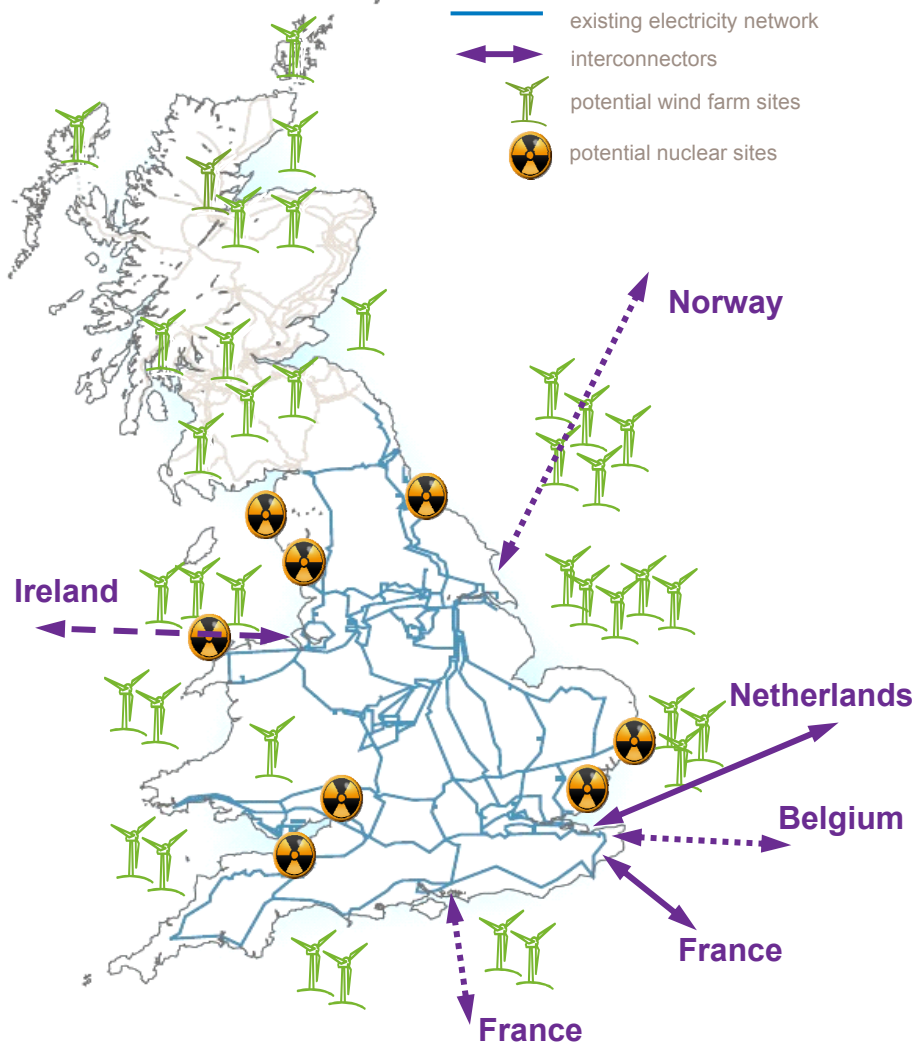 existing electricity network
interconnectors
potential wind farm sites
potential nuclear sites
Norway
Ireland
Netherlands
Belgium
France
France